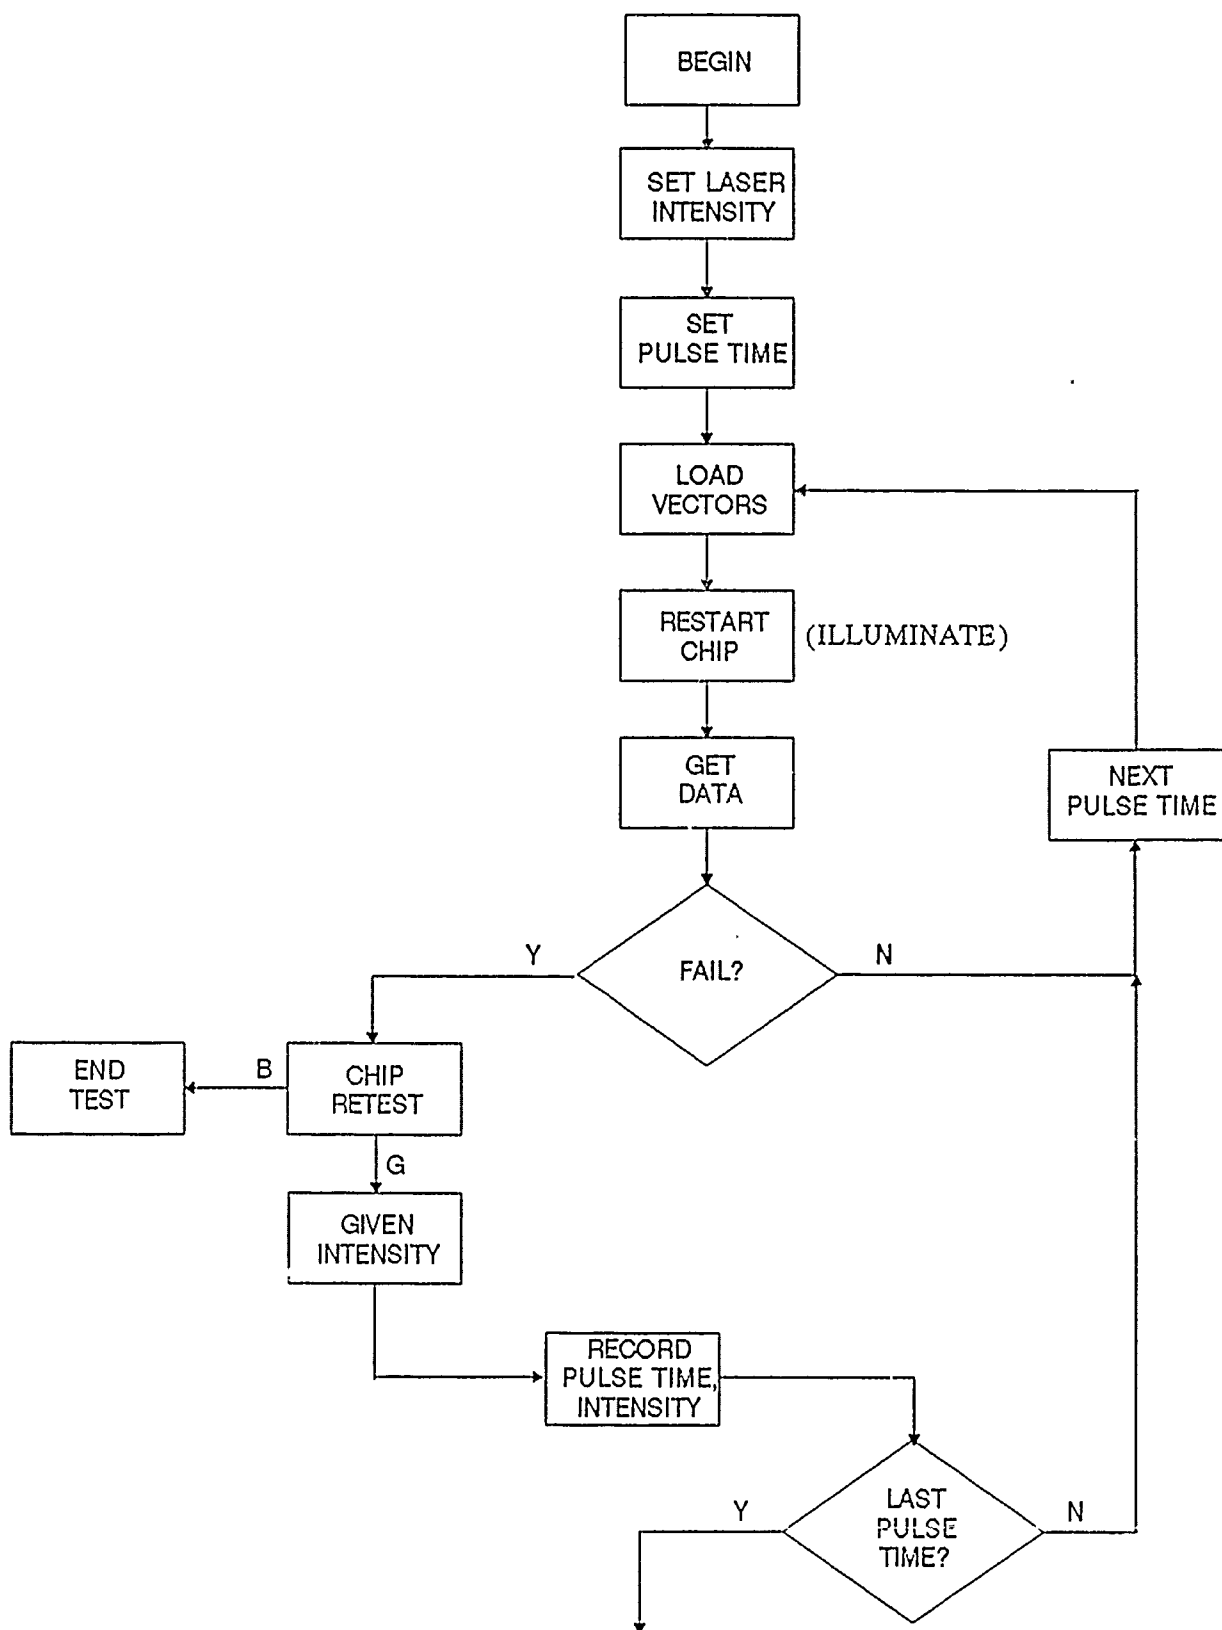 BEGIN
SET LASER
INTENSITY
SET
PULSE TIME
LOAD
VECTORS
RESTART
CHIP
(ILLUMINATE)
GET
DATA
NEXT
PULSE TIME
FAIL?
Y
N
END
TEST
B
CHIP
RETEST
G
GIVEN
INTENSITY
RECORD
PULSE TIME,
INTENSITY
LAST
PULSE
TIME?
Y
N